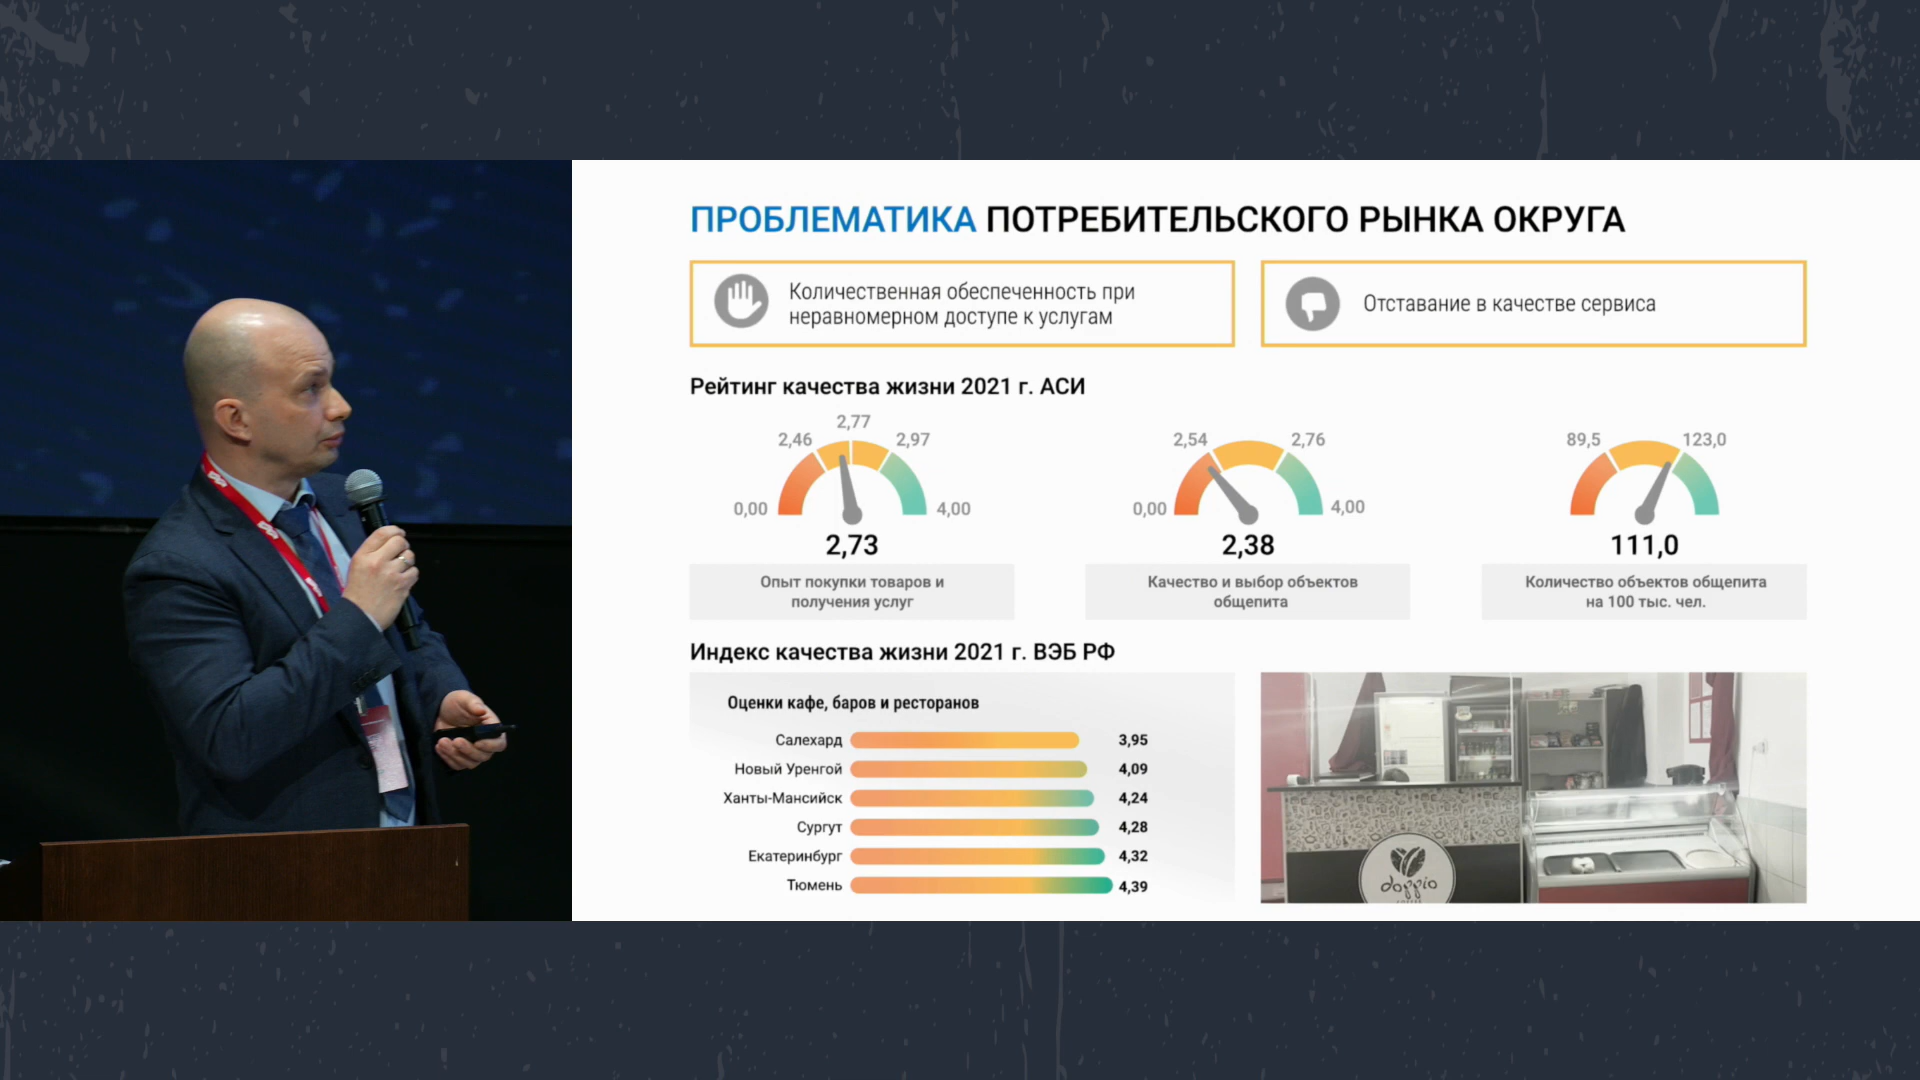 ПРОБЛЕМАТИКА ПОТРЕБИТЕЛЬСКОГО РЫНКА ОКРУГА
Количественная обеспеченность при
неравномерном доступе к услугам
Отставание в качестве сервиса
Рейтинг качества жизни 2021 г. АСИ
2,46
2,77
2,97
0,00
4,00
2,73
Опыт покупки товаров и
получения услуг
2,54
2,76
0,00
4,00
2,38
Качество и выбор объектов
общепита
89,5
123,0
111,0
Количество объектов общепита
на 100 тыс. чел.
Индекс качества жизни 2021 г. ВЭБ РФ
Оценки кафе, баров и ресторанов
Салехард 3,95
Новый Уренгой 4,09
Ханты-Мансийск 4,24
Сургут 4,28
Екатеринбург 4,32
Тюмень 4,39
doppio